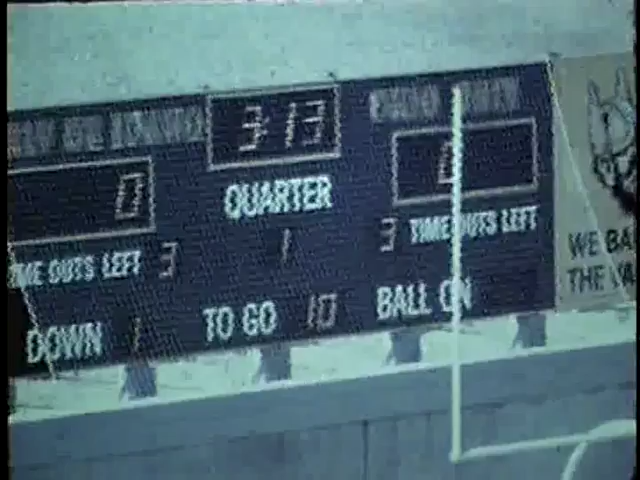 3:13
0 0
QUARTER
TIME OUTS LEFT 3 1 3 TIME OUTS LEFT
DOWN 1 TO GO 10 BALL ON
WE BA
THE VA